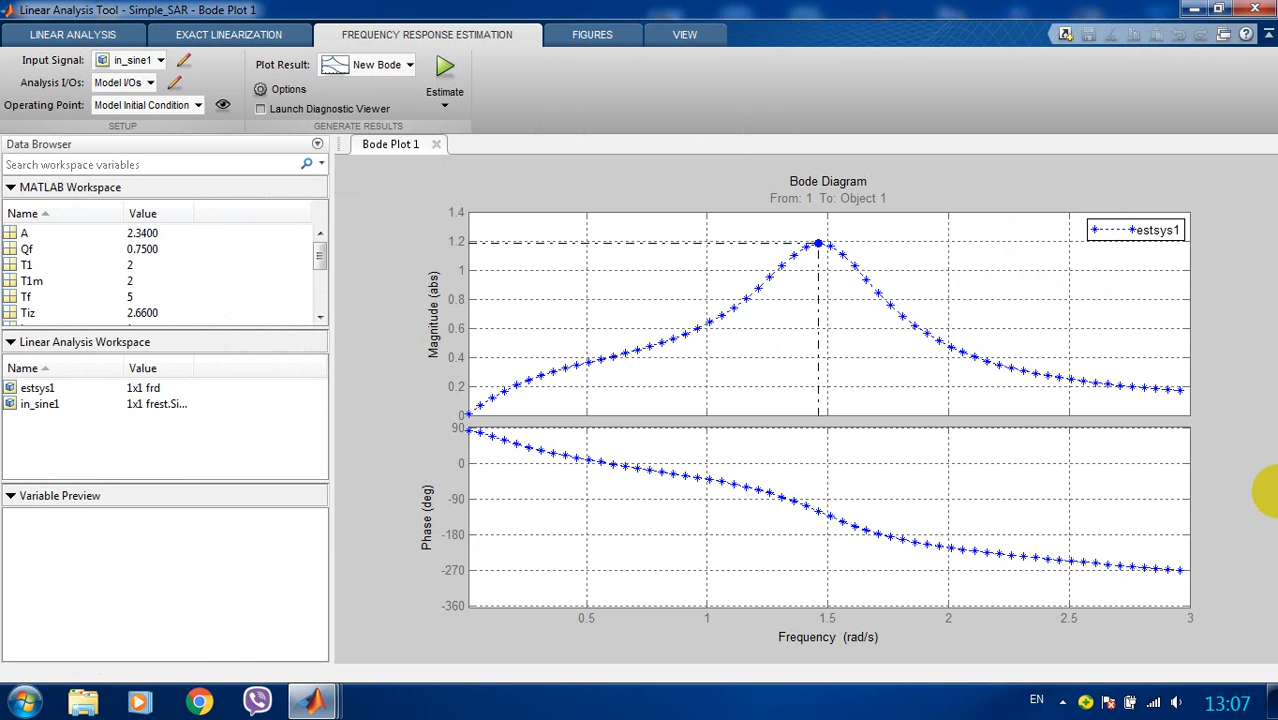 Linear Analysis Tool - Simple_SAR - Bode Plot 1
LINEAR ANALYSIS
EXACT LINEARIZATION
FREQUENCY RESPONSE ESTIMATION
FIGURES
VIEW
Input Signal: in_sine1
Analysis I/Os: Model I/Os
Operating Point: Model Initial Condition
SETUP
Plot Result: New Bode
Options
Launch Diagnostic Viewer
Estimate
GENERATE RESULTS
Data Browser
Search workspace variables
MATLAB Workspace
Name Value
A 2.3400
Qf 0.7500
T1 2
T1m 2
Tf 5
Tiz 2.6600
Linear Analysis Workspace
Name Value
estsys1 1x1 frd
in_sine1 1x1 frest.Si...
Variable Preview
Bode Plot 1
Bode Diagram
From: 1 To: Object 1
estsys1
Magnitude (abs)
1.4
1.2
1
0.8
0.6
0.4
0.2
0
Phase (deg)
90
0
-90
-180
-270
-360
0.5 1 1.5 2 2.5 3
Frequency (rad/s)
EN
13:07